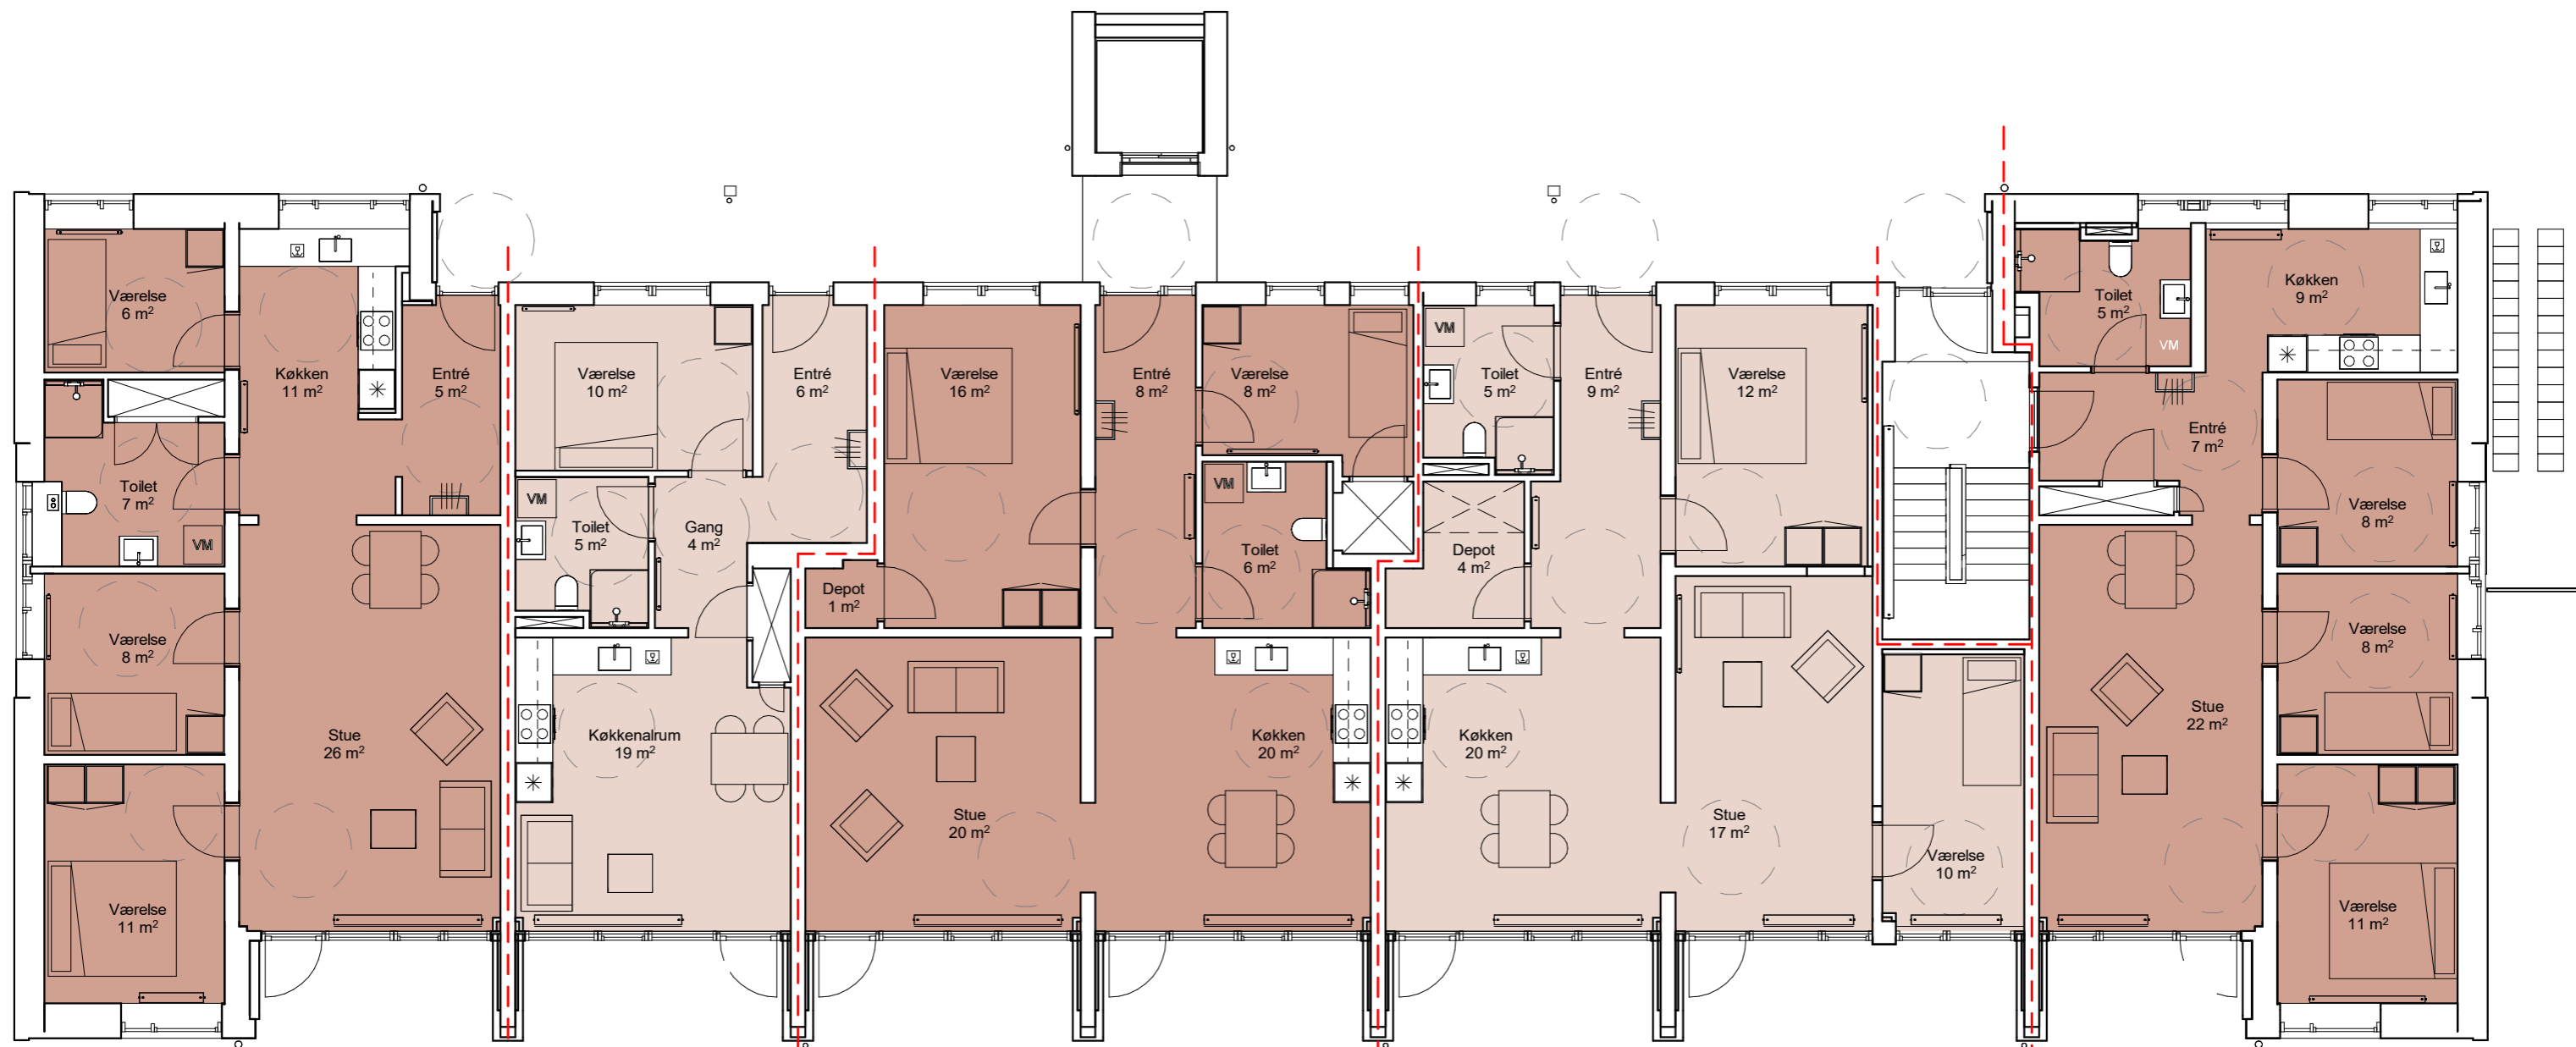 Værelse
6 m²
Køkken
11 m²
Entré
5 m²
Toilet
7 m²
VM
Værelse
8 m²
Stue
26 m²
Værelse
11 m²
Værelse
10 m²
Entré
6 m²
VM
Toilet
5 m²
Gang
4 m²
Køkkenalrum
19 m²
Værelse
16 m²
Depot
1 m²
Entré
8 m²
Værelse
8 m²
VM
Toilet
6 m²
Stue
20 m²
Køkken
20 m²
VM
Toilet
5 m²
Entré
9 m²
Værelse
12 m²
Depot
4 m²
Køkken
20 m²
Stue
17 m²
Værelse
10 m²
Toilet
5 m²
VM
Køkken
9 m²
Entré
7 m²
Værelse
8 m²
Værelse
8 m²
Stue
22 m²
Værelse
11 m²